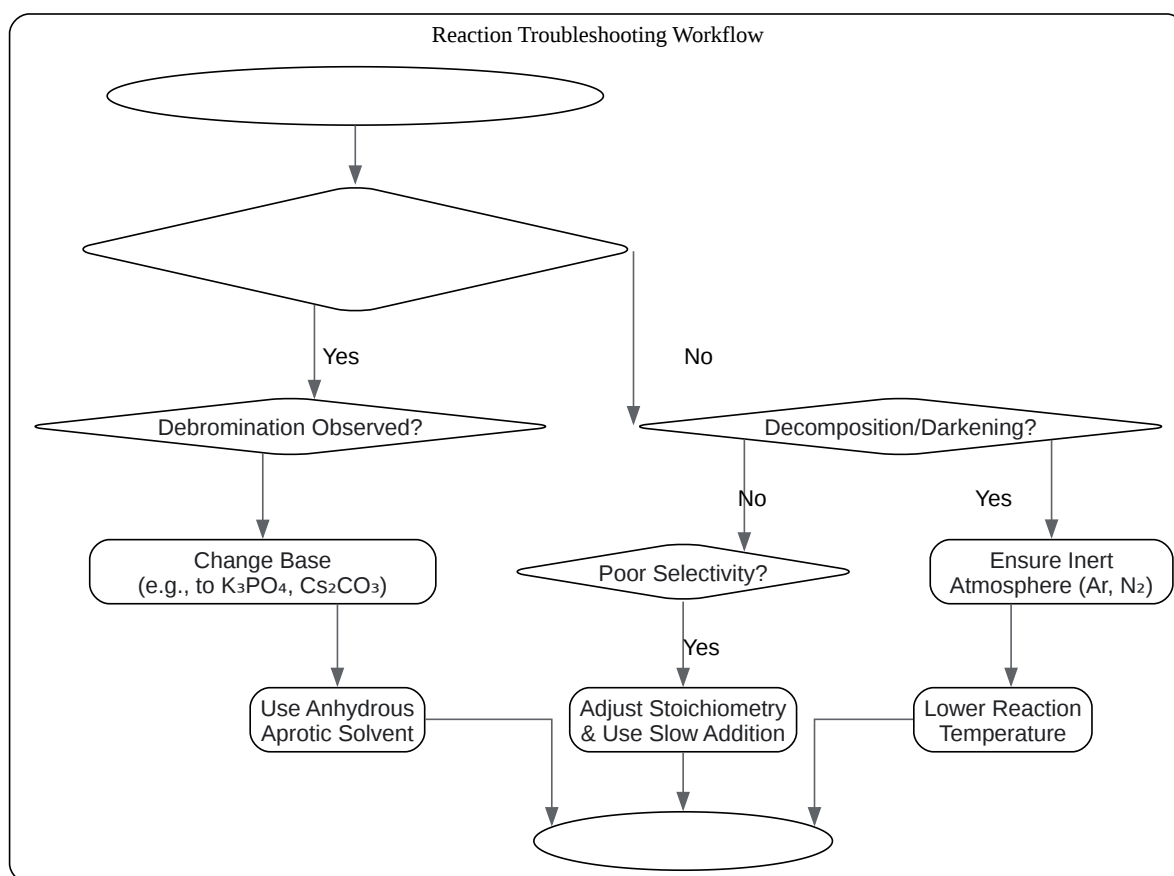 Reaction Troubleshooting Workflow
Yes
No
Debromination Observed?
Decomposition/Darkening?
No
Yes
Change Base
(e.g., to K₃PO₄, Cs₂CO₃)
Poor Selectivity?
Ensure Inert
Atmosphere (Ar, N₂)
Yes
Use Anhydrous
Aprotic Solvent
Adjust Stoichiometry
& Use Slow Addition
Lower Reaction
Temperature